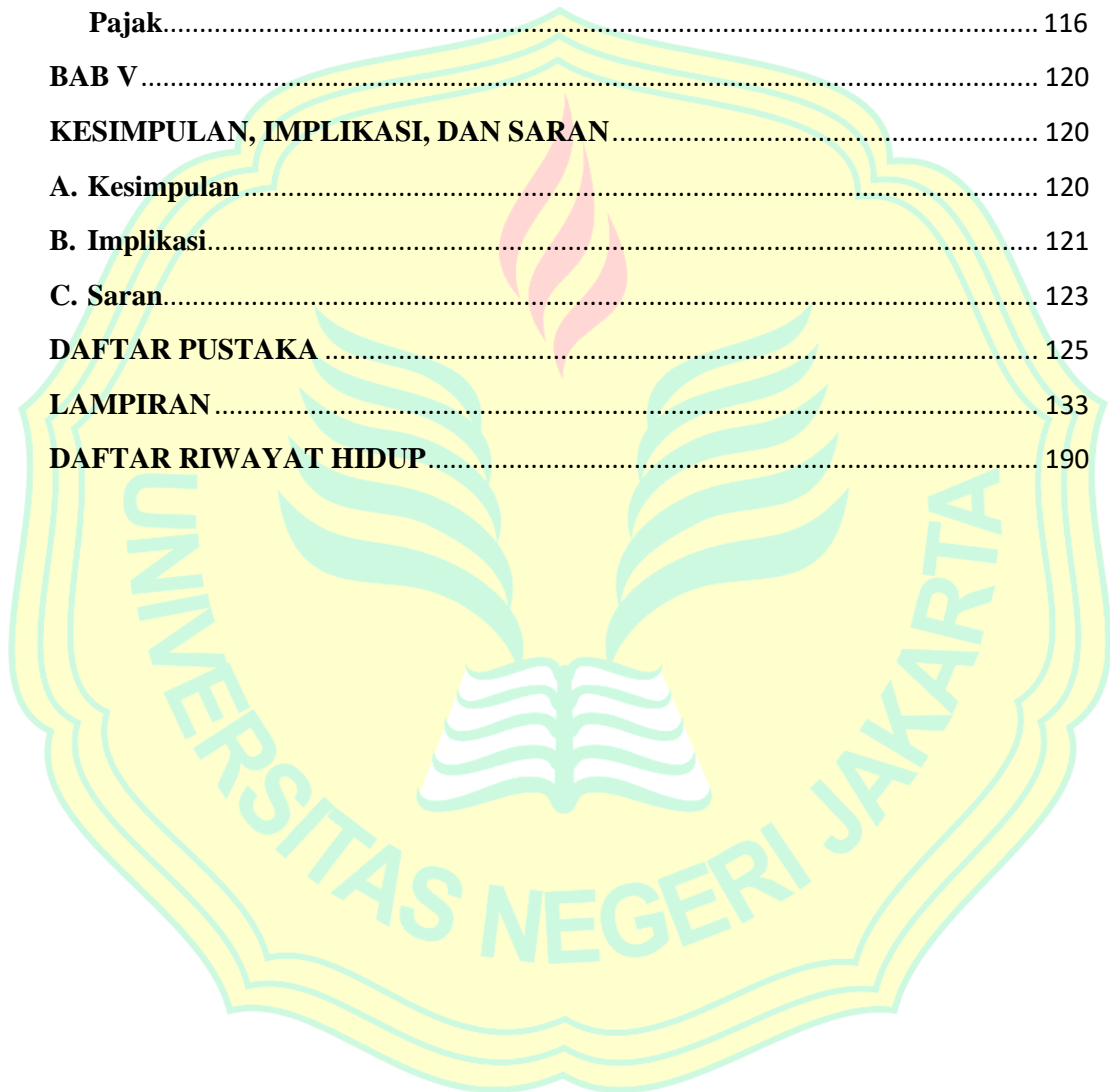 Pajak........................................................................................................ 116
BAB V ........................................................................................................ 120
KESIMPULAN, IMPLIKASI, DAN SARAN ........................................................ 120
A. Kesimpulan ........................................................................................................ 120
B. Implikasi........................................................................................................ 121
C. Saran........................................................................................................ 123
DAFTAR PUSTAKA ........................................................................................................ 125
LAMPIRAN ........................................................................................................ 133
DAFTAR RIWAYAT HIDUP ........................................................................................................ 190
UNIVERSITAS NEGERI JAKARTA